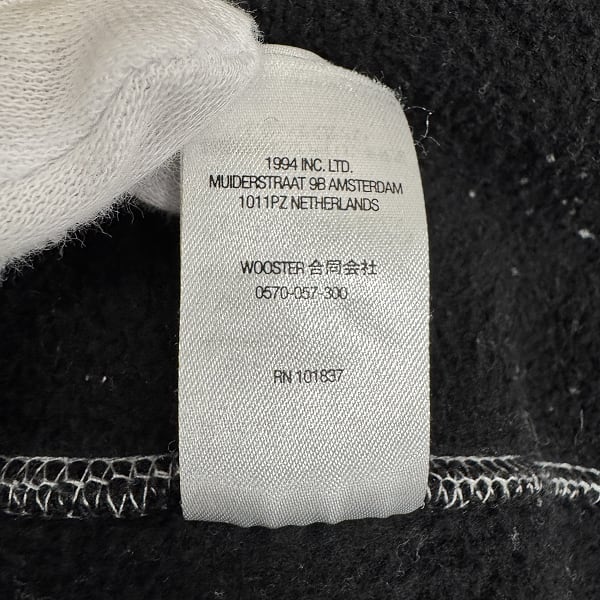 1994 INC. LTD.
MUIDERSTRAAT 9B AMSTERDAM
1011PZ NETHERLANDS
WOOSTER 合同会社
0570-057-300
RN 101837